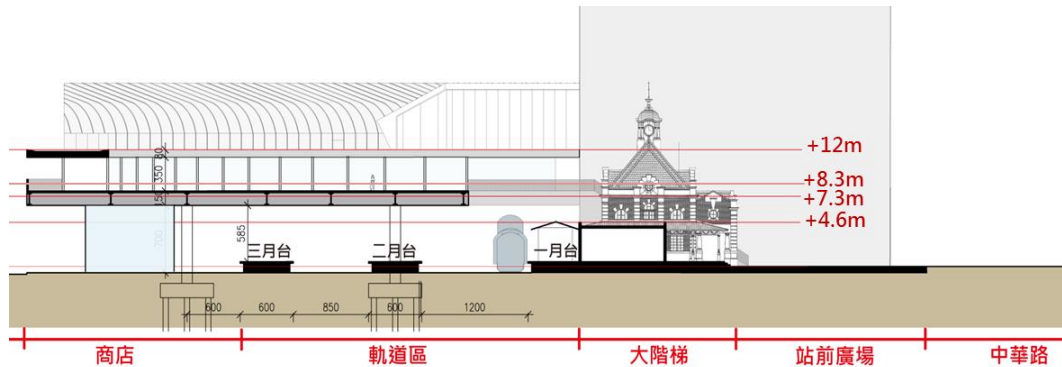 +12m
80
350
+8.3m
150
+7.3m
+4.6m
700
585
三月台
二月台
一月台
600
600
850
600
1200
商店
軌道區
大階梯
站前廣場
中華路